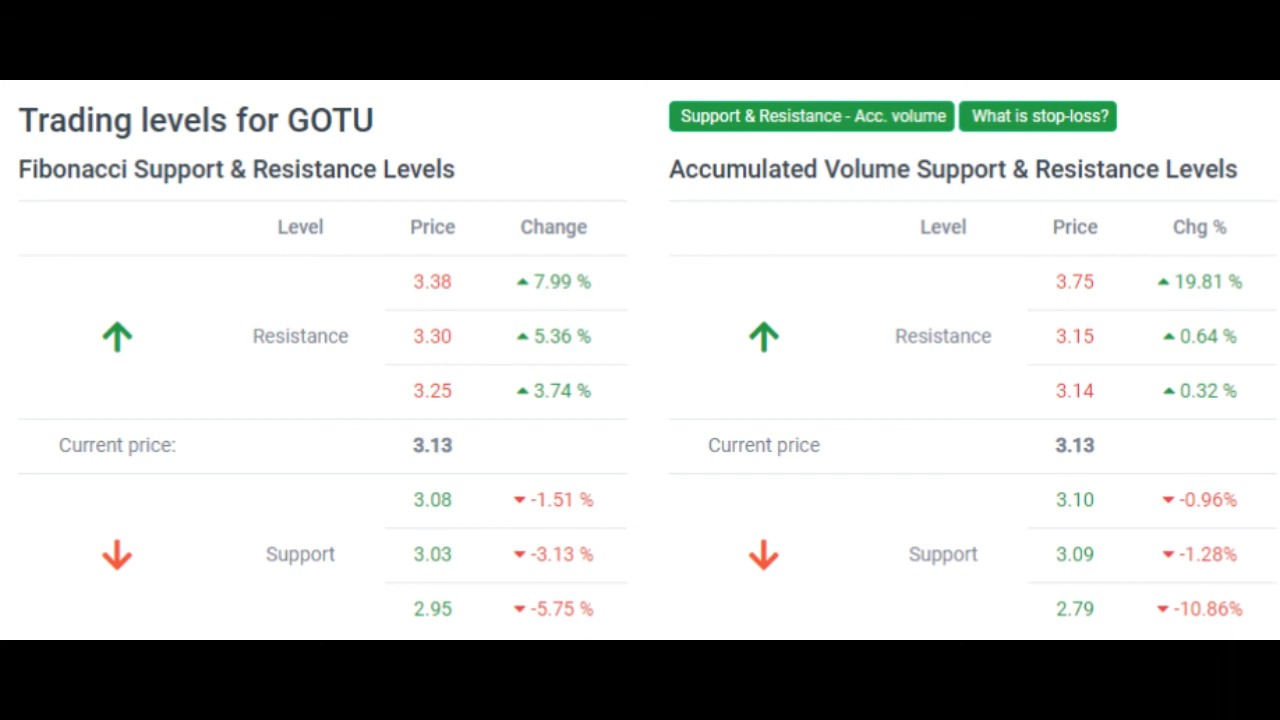 Trading levels for GOTU
Fibonacci Support & Resistance Levels
Level Price Change
3.38 7.99 %
Resistance 3.30 5.36 %
3.25 3.74 %
Current price: 3.13
3.08 -1.51 %
Support 3.03 -3.13 %
2.95 -5.75 %
Support & Resistance - Acc. volume What is stop-loss?
Accumulated Volume Support & Resistance Levels
Level Price Chg %
3.75 19.81 %
Resistance 3.15 0.64 %
3.14 0.32 %
Current price 3.13
3.10 -0.96%
Support 3.09 -1.28%
2.79 -10.86%